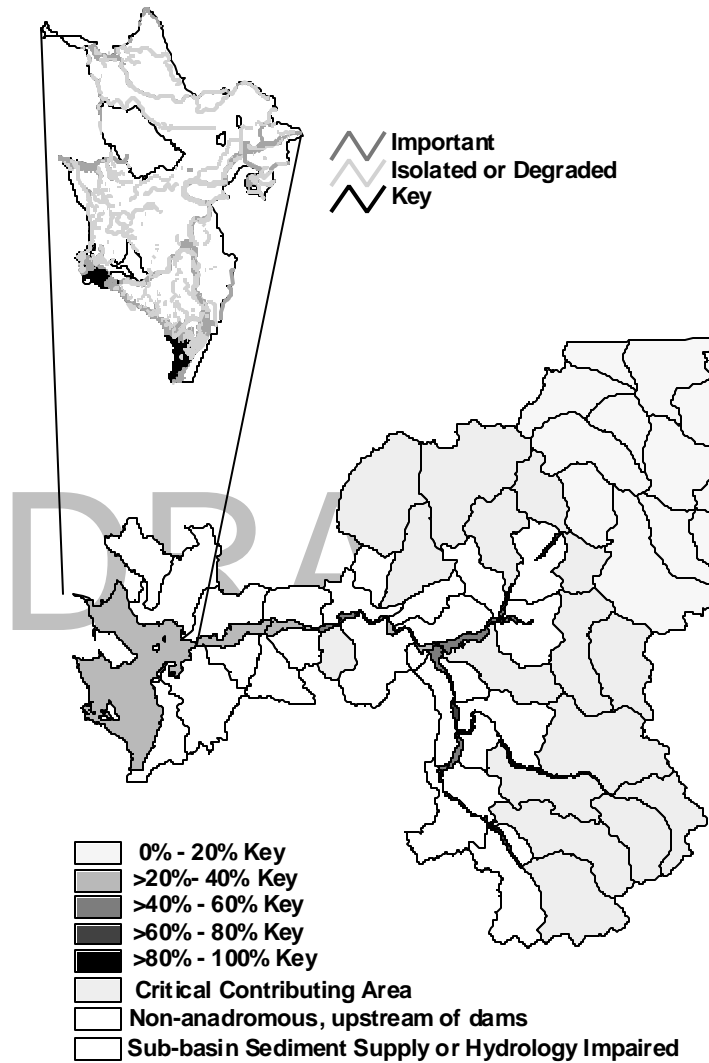 Important
Isolated or Degraded
Key
DRA
0% - 20% Key
>20%- 40% Key
>40% - 60% Key
>60% - 80% Key
>80% - 100% Key
Critical Contributing Area
Non-anadromous, upstream of dams
Sub-basin Sediment Supply or Hydrology Impaired